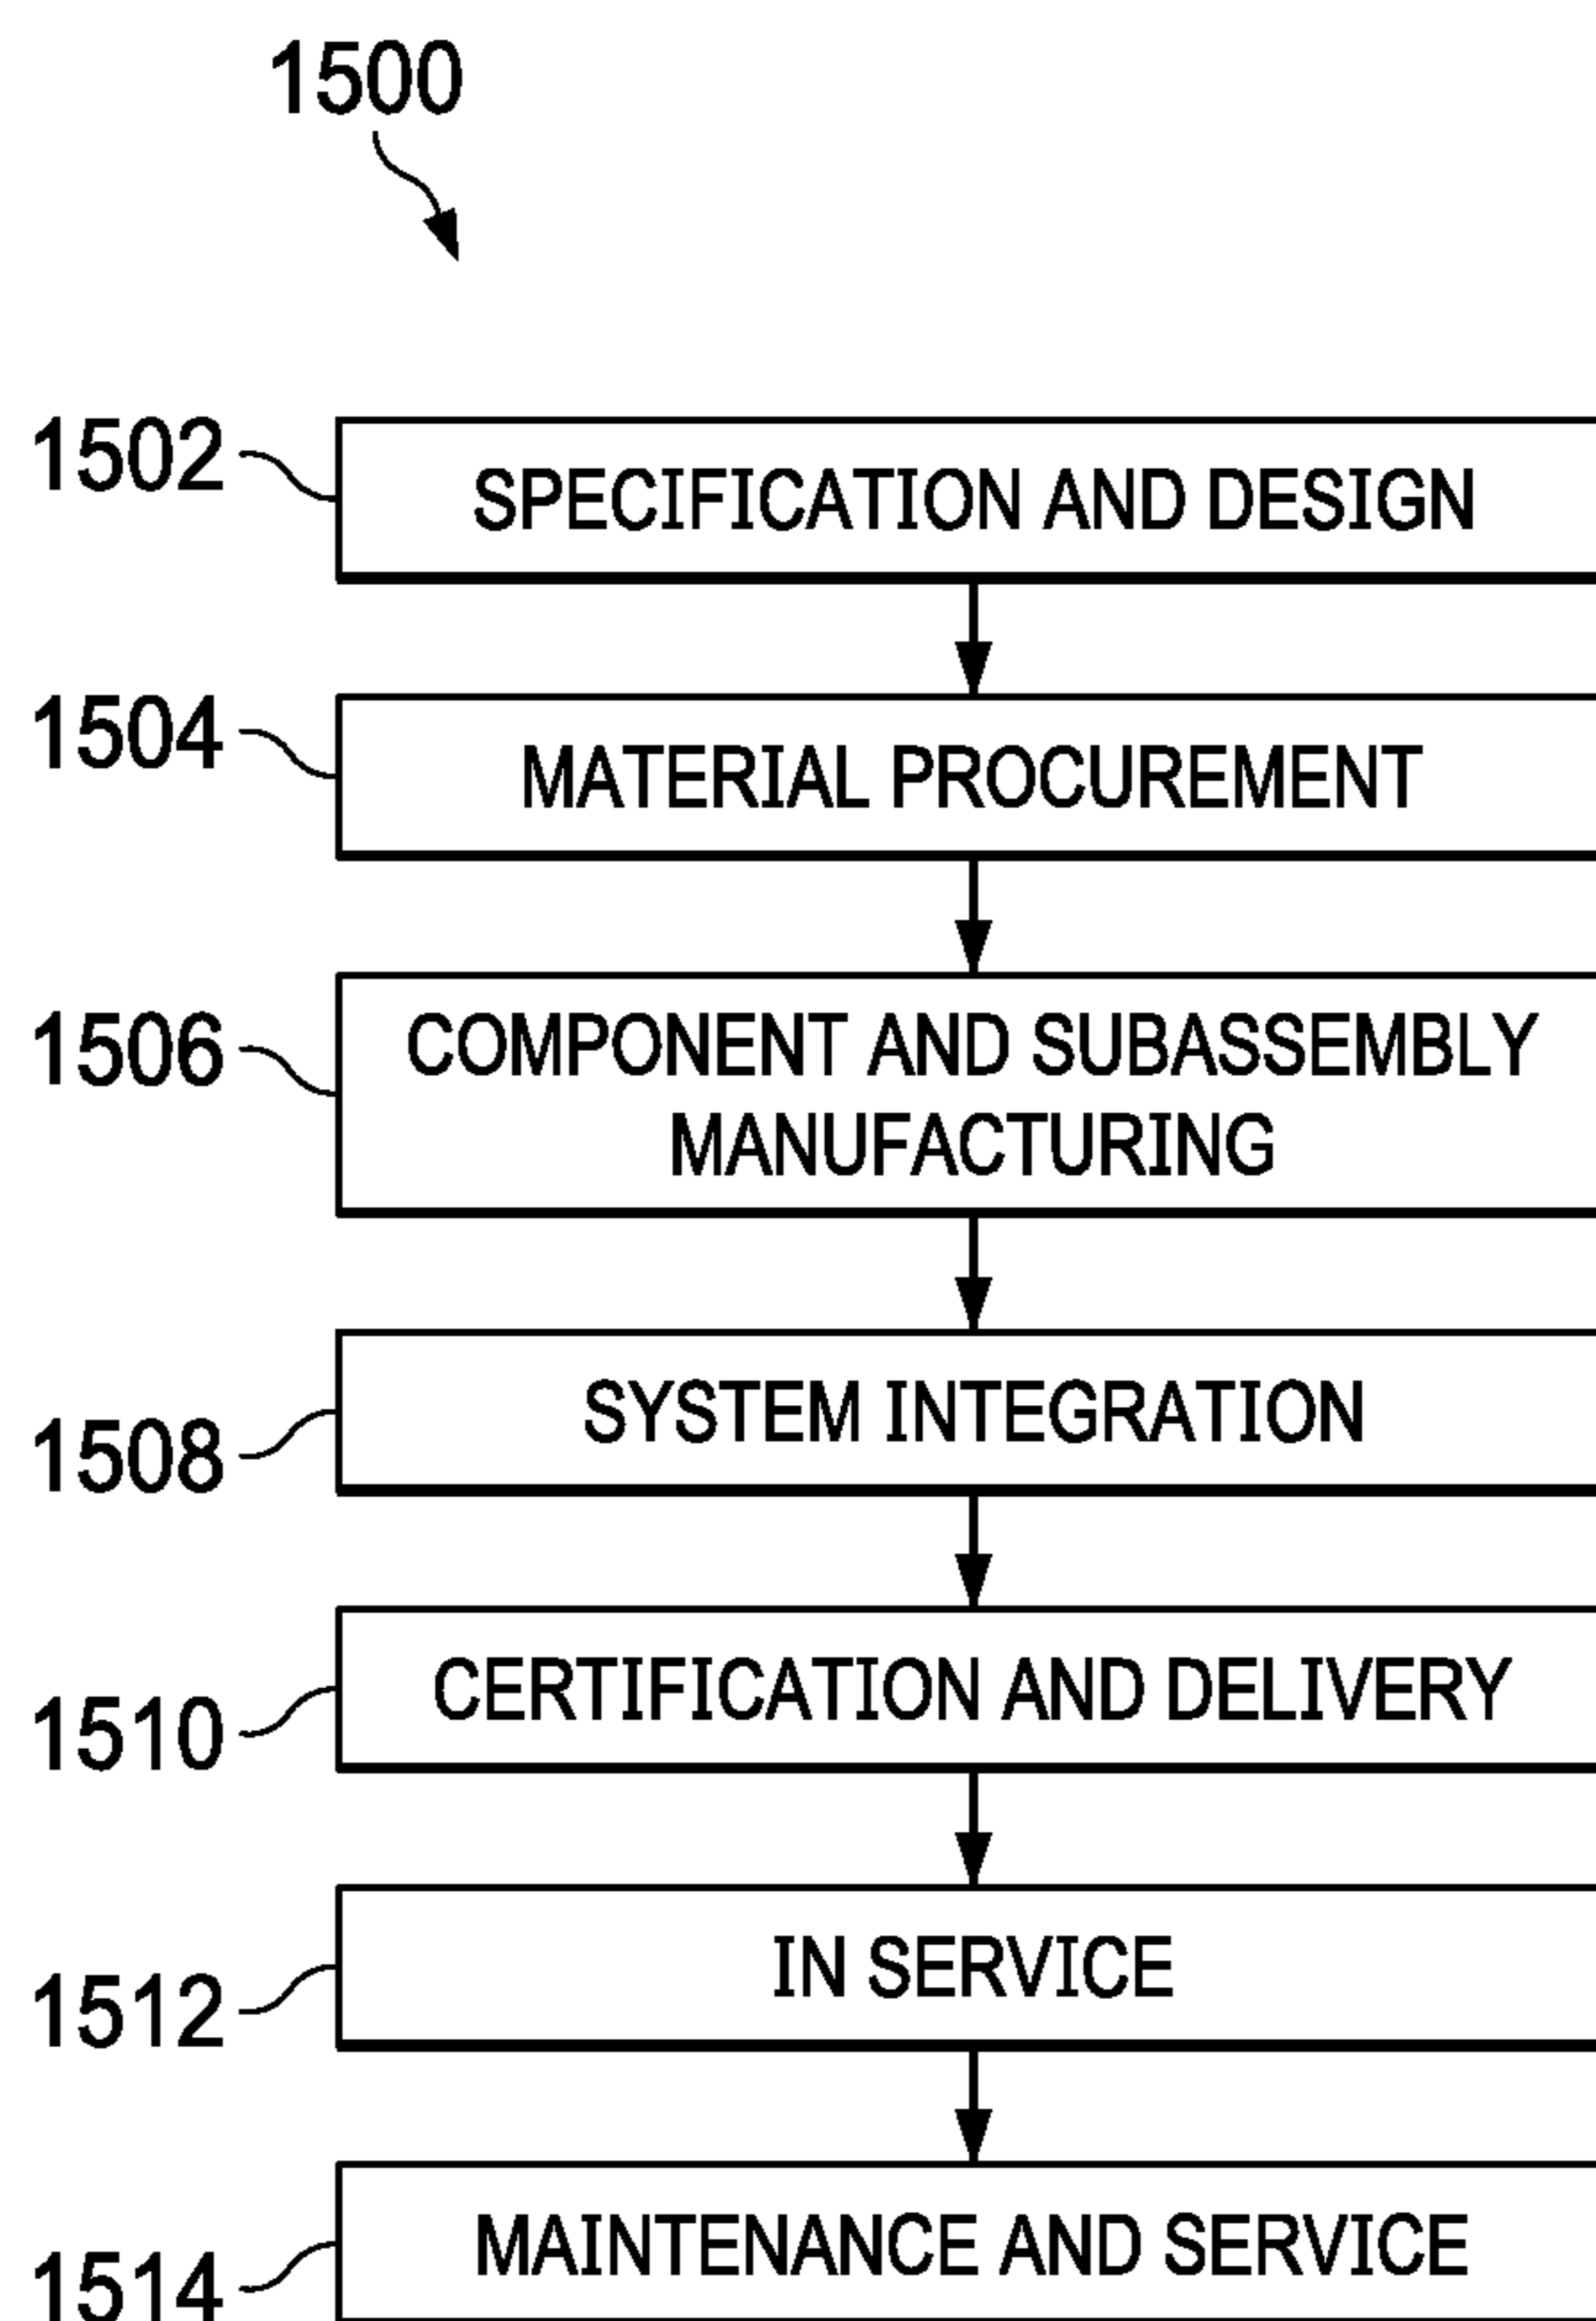 1500
1502
SPECIFICATION AND DESIGN
1504
MATERIAL PROCUREMENT
1506
COMPONENT AND SUBASSEMBLY
MANUFACTURING
1508
SYSTEM INTEGRATION
1510
CERTIFICATION AND DELIVERY
1512
IN SERVICE
1514
MAINTENANCE AND SERVICE